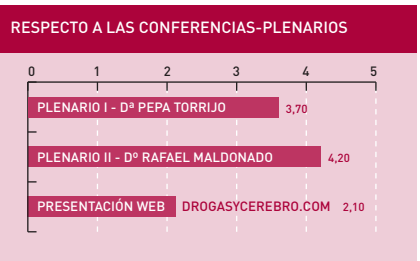 RESPECTO A LAS CONFERENCIAS-PLENARIOS
0 1 2 3 4 5
PLENARIO I - Dª PEPA TORRIJO 3,70
PLENARIO II - Dº RAFAEL MALDONADO 4,20
PRESENTACIÓN WEB DROGASYCEREBRO.COM 2,10